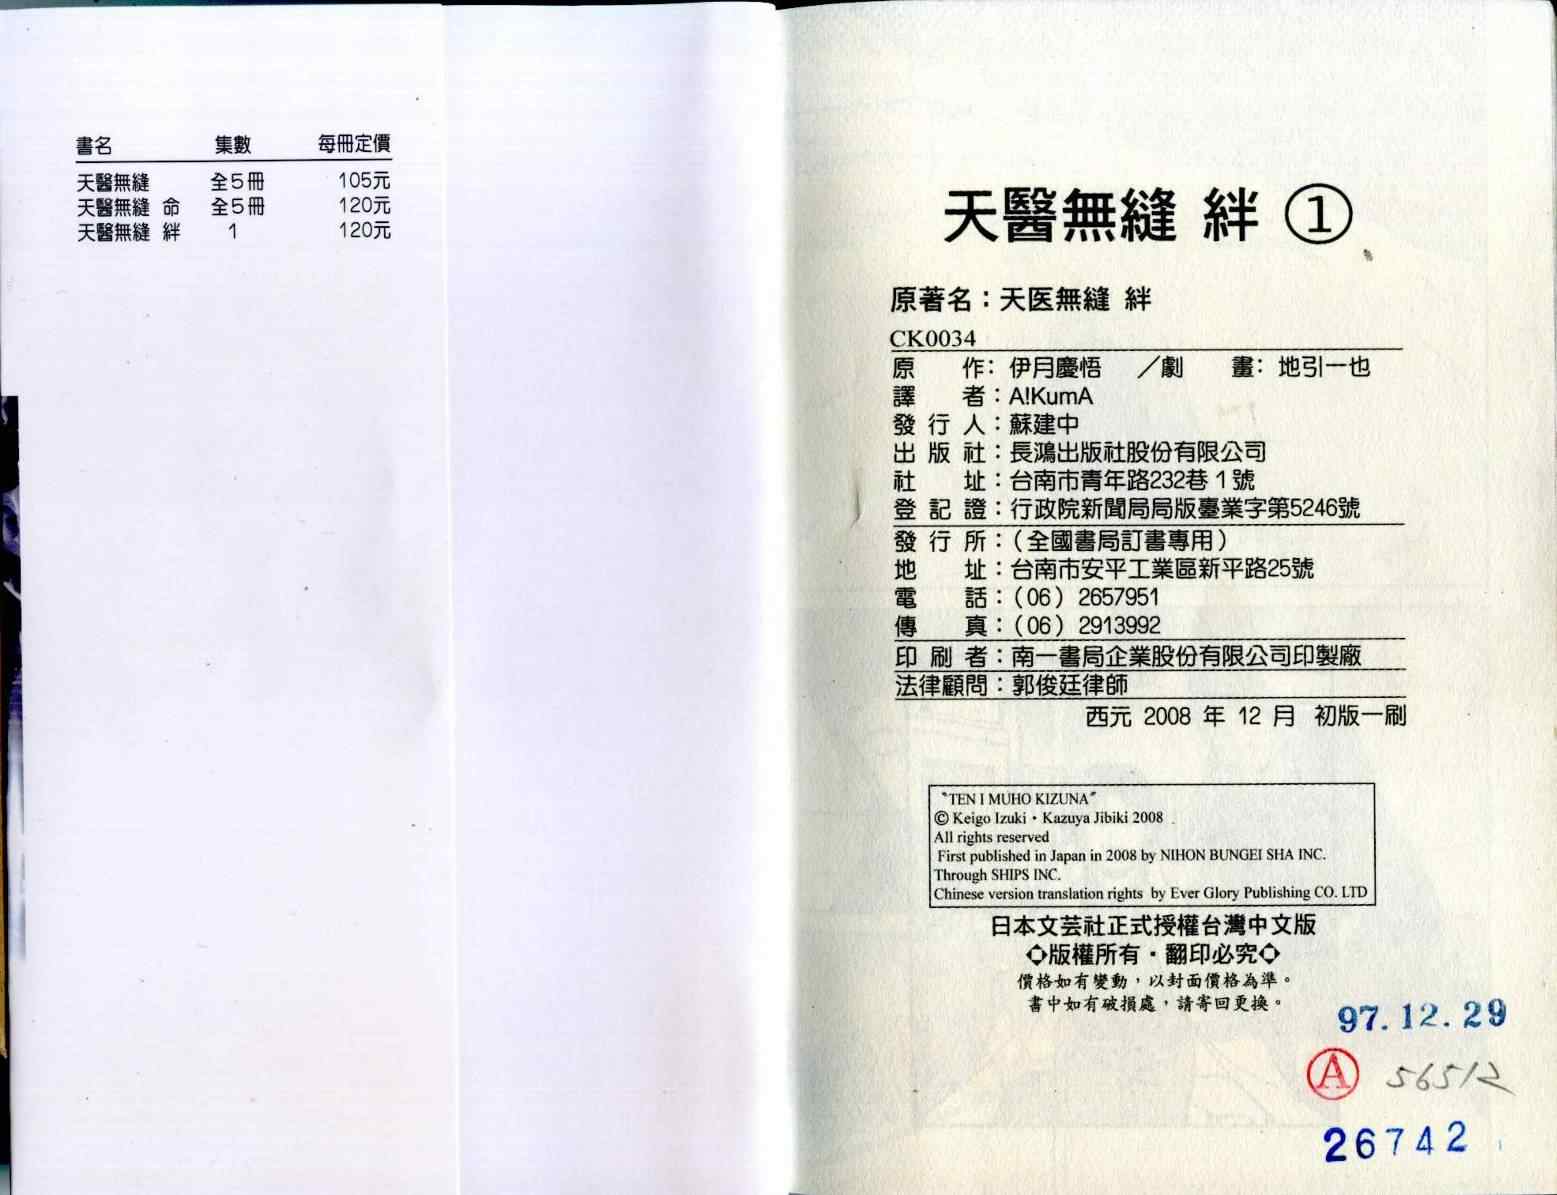 書名 集數 每冊定價
天醫無縫 全5冊 105元
天醫無縫 命 全5冊 120元
天醫無縫 絆 1 120元
天醫無縫 絆 ①
原著名：天医無縫 絆
CK0034
原 作：伊月慶悟 ／劇 畫：地引一也
譯 者：A!KumA
發行人：蘇建中
出版社：長鴻出版社股份有限公司
社 址：台南市青年路232巷1號
登記證：行政院新聞局局版臺業字第5246號
發行所：（全國書局訂書專用）
地 址：台南市安平工業區新平路25號
電 話：（06）2657951
傳 真：（06）2913992
印刷者：南一書局企業股份有限公司印製廠
法律顧問：郭俊廷律師
西元 2008 年 12 月 初版一刷
〝TEN I MUHO KIZUNA〞
© Keigo Izuki・Kazuya Jibiki 2008
All rights reserved
First published in Japan in 2008 by NIHON BUNGEI SHA INC.
Through SHIPS INC.
Chinese version translation rights by Ever Glory Publishing CO. LTD
日本文芸社正式授權台灣中文版
◇版權所有・翻印必究◇
價格如有變動，以封面價格為準。
書中如有破損處，請寄回更換。
97.12.29
A 56512
26742